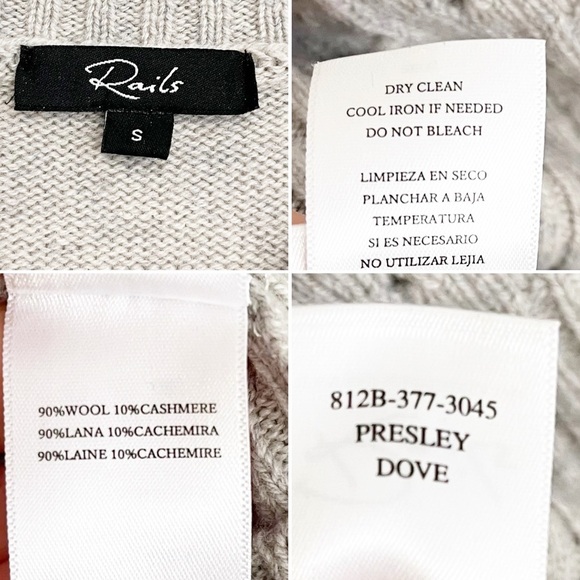 Rails
S
DRY CLEAN
COOL IRON IF NEEDED
DO NOT BLEACH
LIMPIEZA EN SECO
PLANCHAR A BAJA
TEMPERATURA
SI ES NECESARIO
NO UTILIZAR LEJIA
90%WOOL 10%CASHMERE
90%LANA 10%CACHEMIRA
90%LAINE 10%CACHEMIRE
812B-377-3045
PRESLEY
DOVE